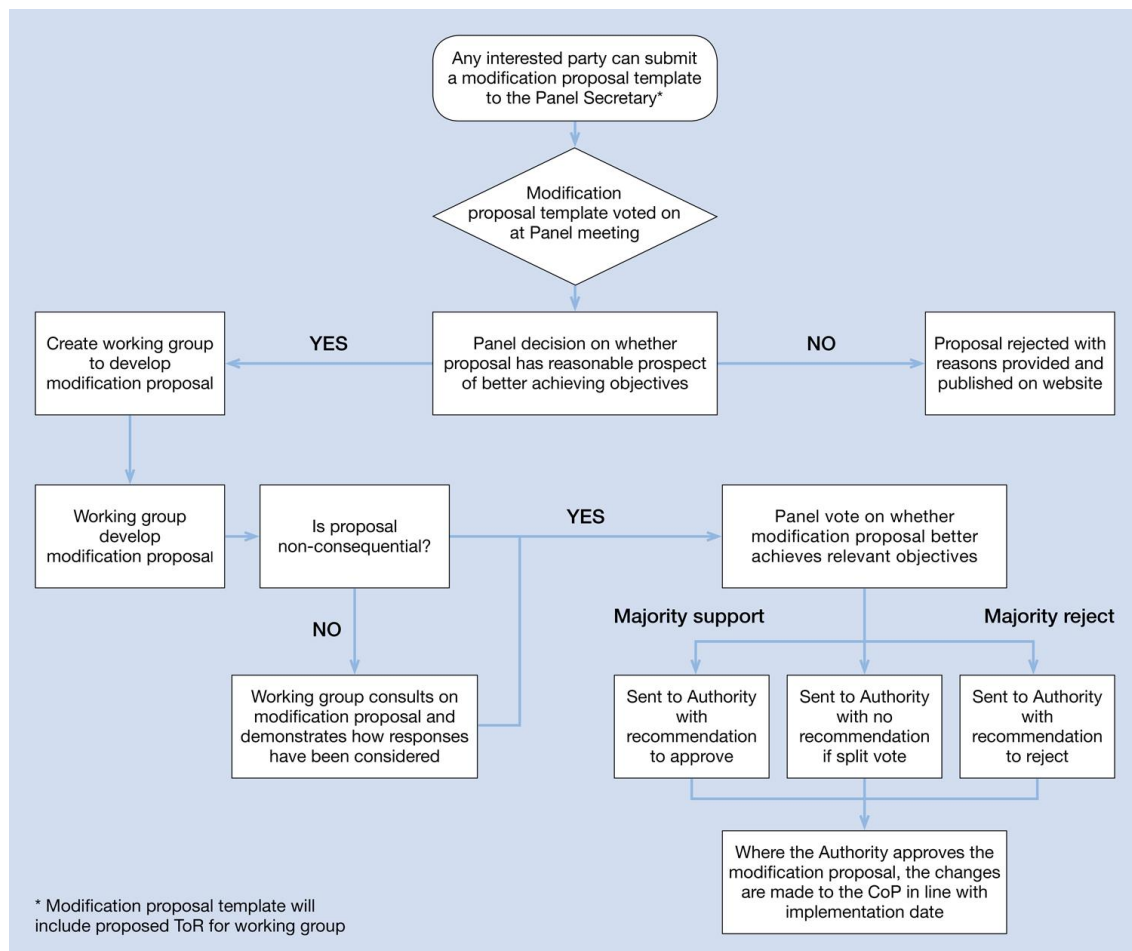 Any interested party can submit
a modification proposal template
to the Panel Secretary*
Modification
proposal template voted on
at Panel meeting
Create working group
to develop
modification proposal
YES
Panel decision on whether
proposal has reasonable prospect
of better achieving objectives
NO
Proposal rejected with
reasons provided and
published on website
Working group
develop
modification proposal
Is proposal
non-consequential?
YES
Panel vote on whether
modification proposal better
achieves relevant objectives
NO
Working group consults on
modification proposal and
demonstrates how responses
have been considered
Majority support
Majority reject
Sent to Authority
with
recommendation
to approve
Sent to Authority
with no
recommendation
if split vote
Sent to Authority
with
recommendation
to reject
Where the Authority approves the
modification proposal, the changes
are made to the CoP in line with
implementation date
* Modification proposal template will
include proposed ToR for working group